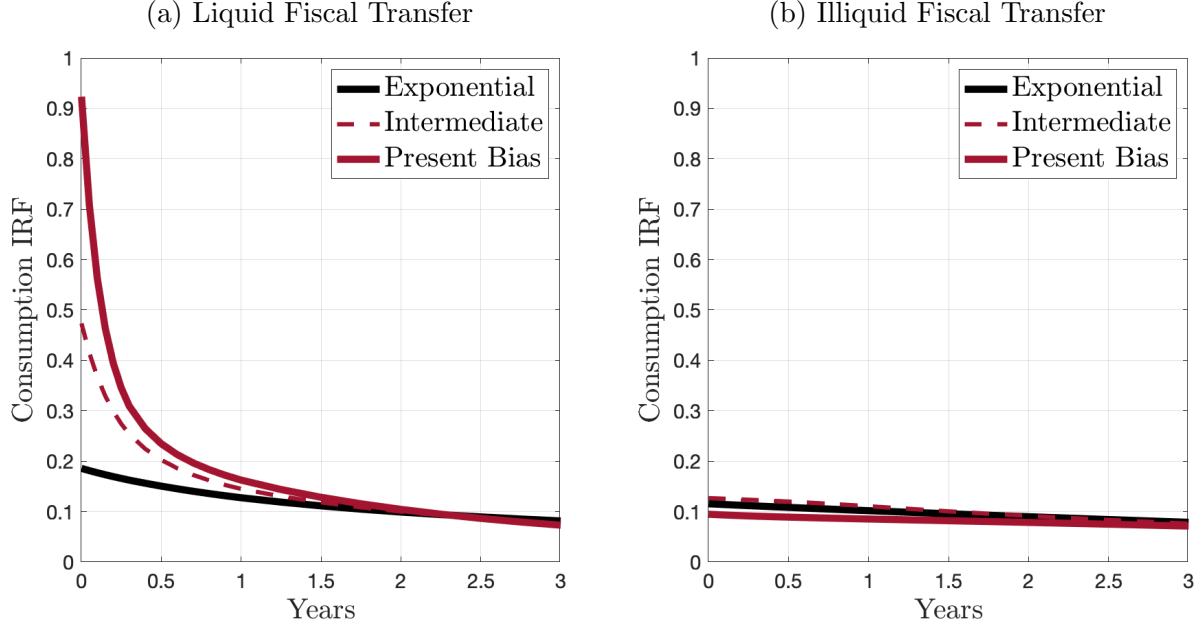 (a) Liquid Fiscal Transfer
1
0.9
0.8
0.7
0.6
0.5
0.4
0.3
0.2
0.1
0
Consumption IRF
Exponential
Intermediate
Present Bias
0 0.5 1 1.5 2 2.5 3
Years
(b) Illiquid Fiscal Transfer
1
0.9
0.8
0.7
0.6
0.5
0.4
0.3
0.2
0.1
0
Consumption IRF
Exponential
Intermediate
Present Bias
0 0.5 1 1.5 2 2.5 3
Years